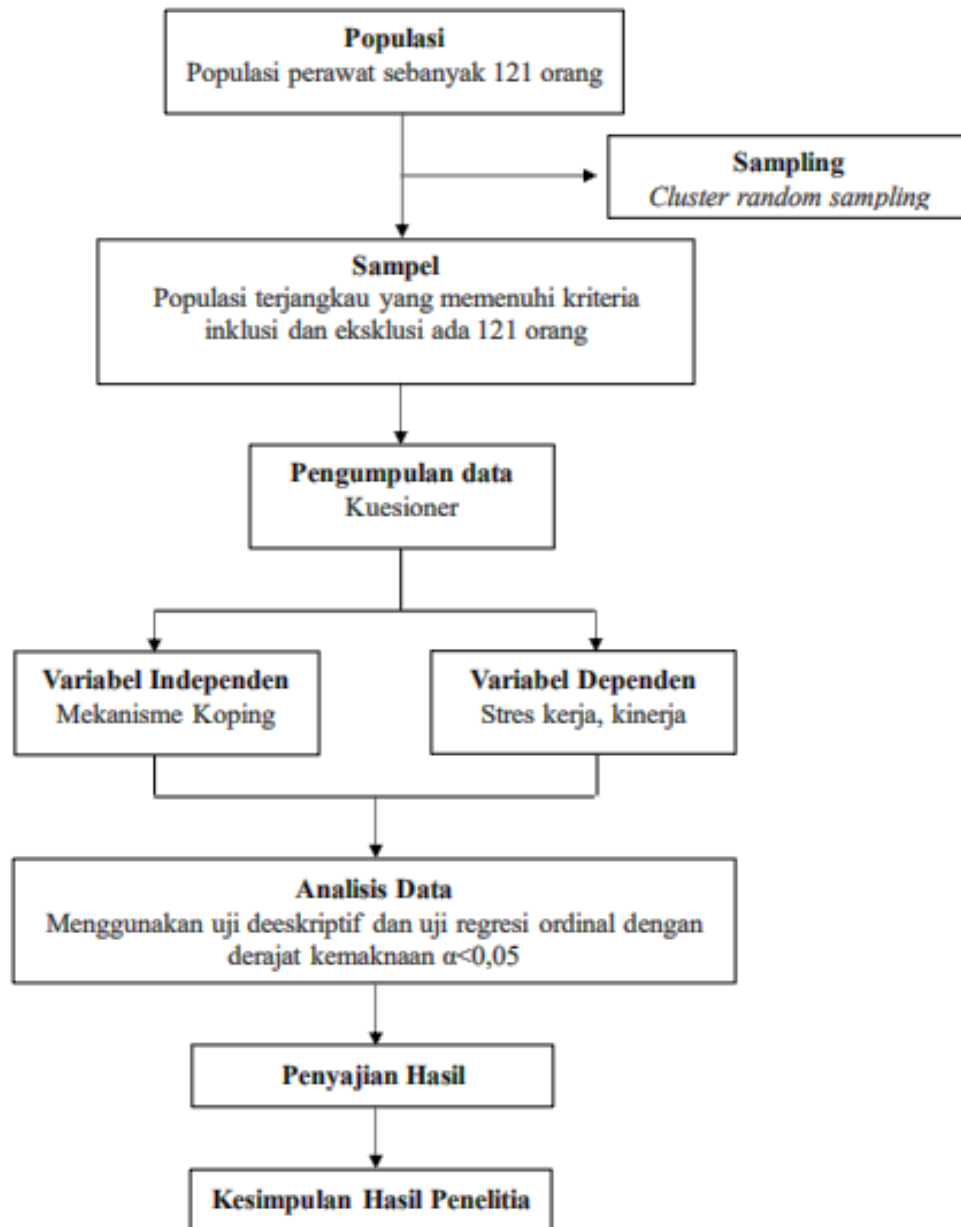 Populasi
Populasi perawat sebanyak 121 orang
Sampling
Cluster random sampling
Sampel
Populasi terjangkau yang memenuhi kriteria
inklusi dan eksklusi ada 121 orang
Pengumpulan data
Kuesioner
Variabel Independen
Mekanisme Koping
Variabel Dependen
Stres kerja, kinerja
Analisis Data
Menggunakan uji deeskriptif dan uji regresi ordinal dengan
derajat kemaknaan α<0,05
Penyajian Hasil
Kesimpulan Hasil Penelitia